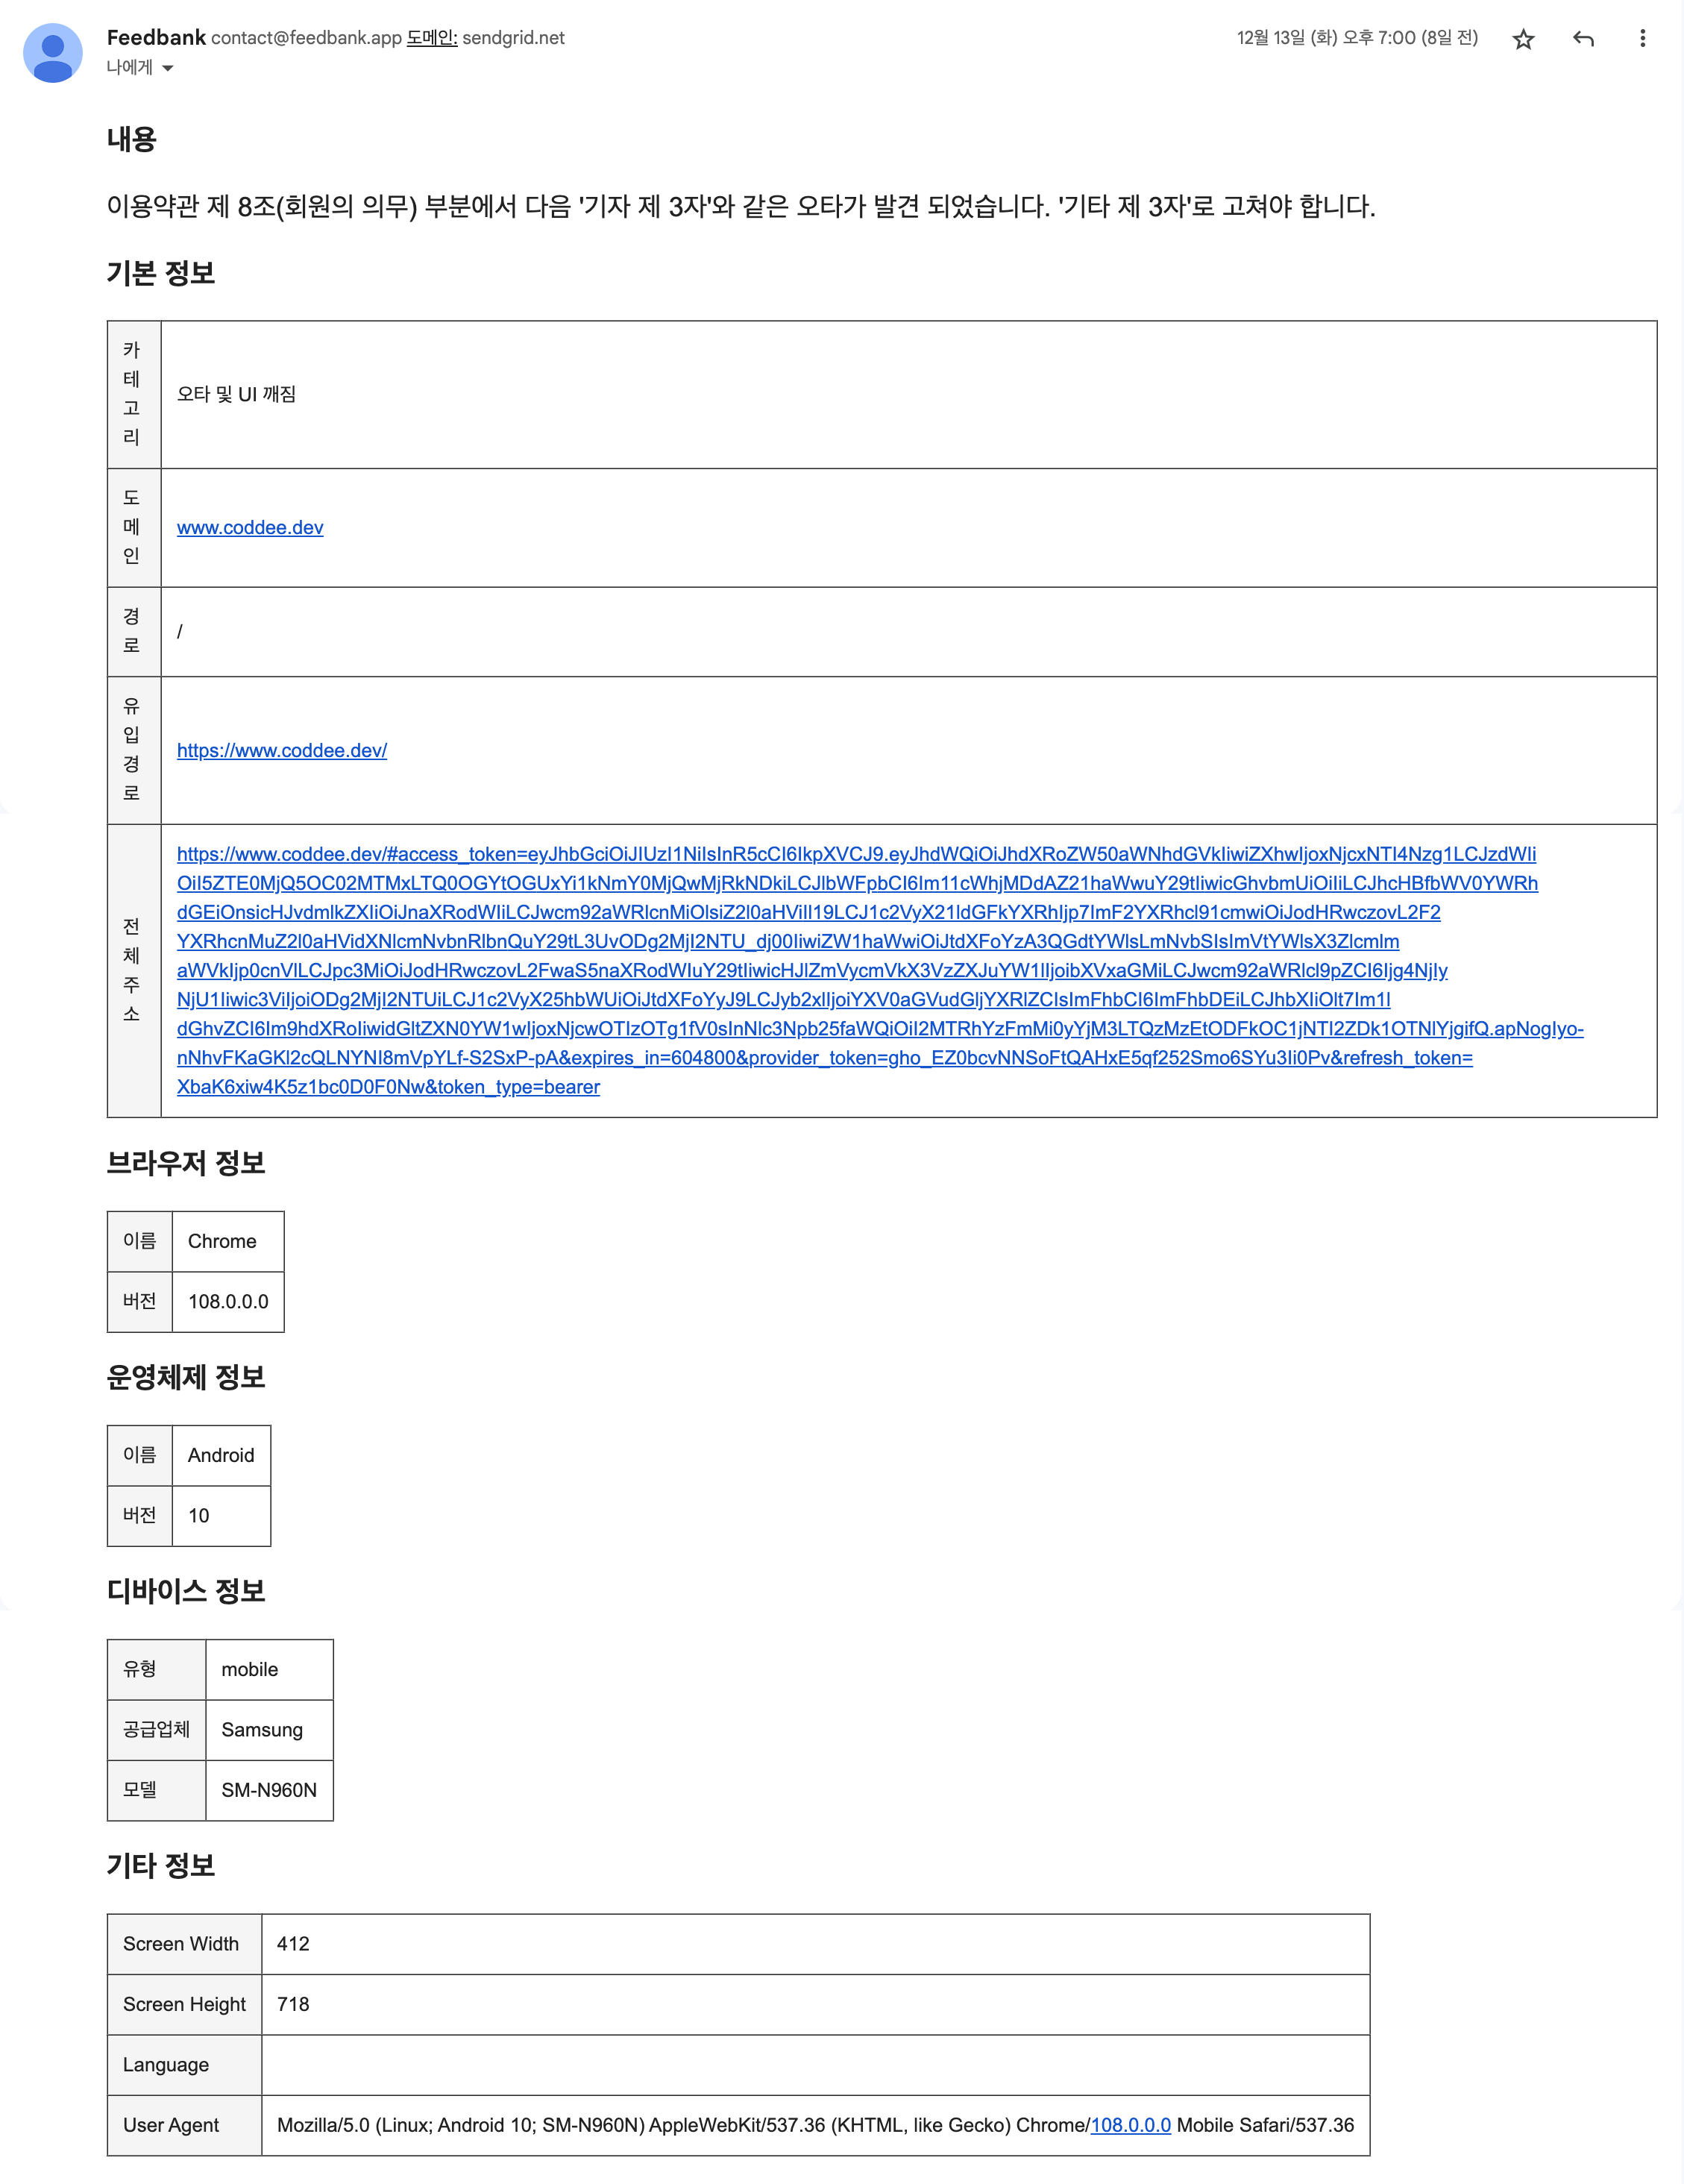 Feedbank contact@feedbank.app 도메인: sendgrid.net
12월 13일 (화) 오후 7:00 (8일 전)
나에게
내용
이용약관 제 8조(회원의 의무) 부분에서 다음 '기자 제 3자'와 같은 오타가 발견 되었습니다. '기타 제 3자'로 고쳐야 합니다.
기본 정보
카
테
고
리
오타 및 UI 깨짐
도
메
인
www.coddee.dev
경
로
/
유
입
경
로
https://www.coddee.dev/
전
체
주
소
https://www.coddee.dev/#access_token=
&expires_in=604800&provider_token=
&refresh_token=
&token_type=bearer
브라우저 정보
이름 Chrome
버전 108.0.0.0
운영체제 정보
이름 Android
버전 10
디바이스 정보
유형 mobile
공급업체 Samsung
모델 SM-N960N
기타 정보
Screen Width 412
Screen Height 718
Language
User Agent Mozilla/5.0 (Linux; Android 10; SM-N960N) AppleWebKit/537.36 (KHTML, like Gecko) Chrome/108.0.0.0 Mobile Safari/537.36